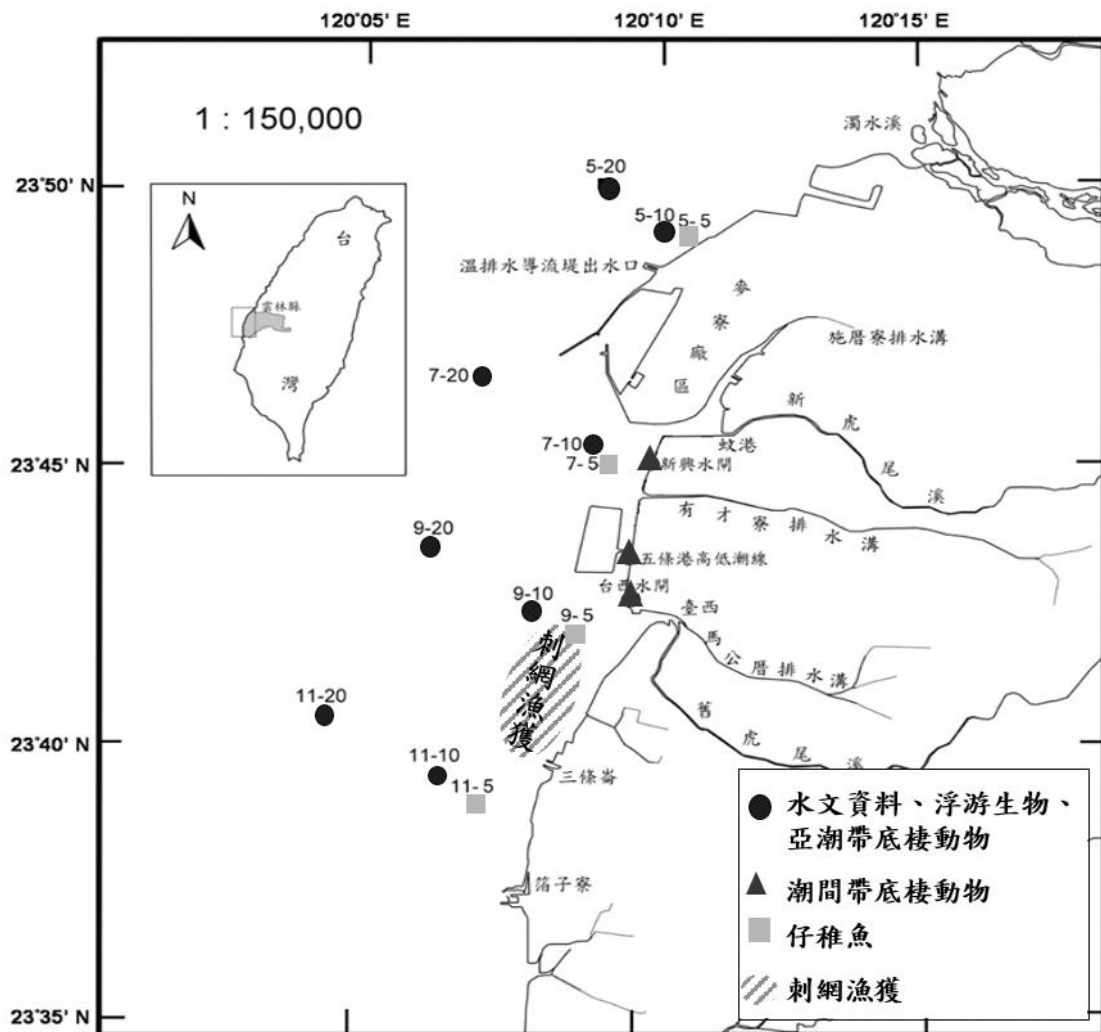 120°05' E
120°10' E
120°15' E
1 : 150,000
濁水溪
23°50' N
5-20
5-10
5-5
N
台
灣
雲林縣
溫排水導流堤出水口
麥寮廠區
施厝寮排水溝
7-20
7-10
7-5
新虎尾溪
蚊港
新興水閘
23°45' N
有才寮排水溝
9-20
五條港高低潮線
台西水閘
9-10
9-5
臺西
馬公厝排水溝
刺網漁獲
11-20
舊虎尾溪
23°40' N
11-10
11-5
三條崙
箔子寮
水文資料、浮游生物、
亞潮帶底棲動物
潮間帶底棲動物
仔稚魚
刺網漁獲
23°35' N